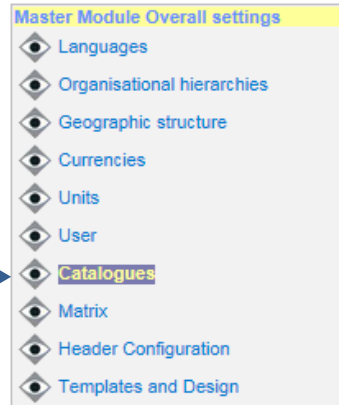 Master Module Overall settings
Languages
Organisational hierarchies
Geographic structure
Currencies
Units
User
Catalogues
Matrix
Header Configuration
Templates and Design